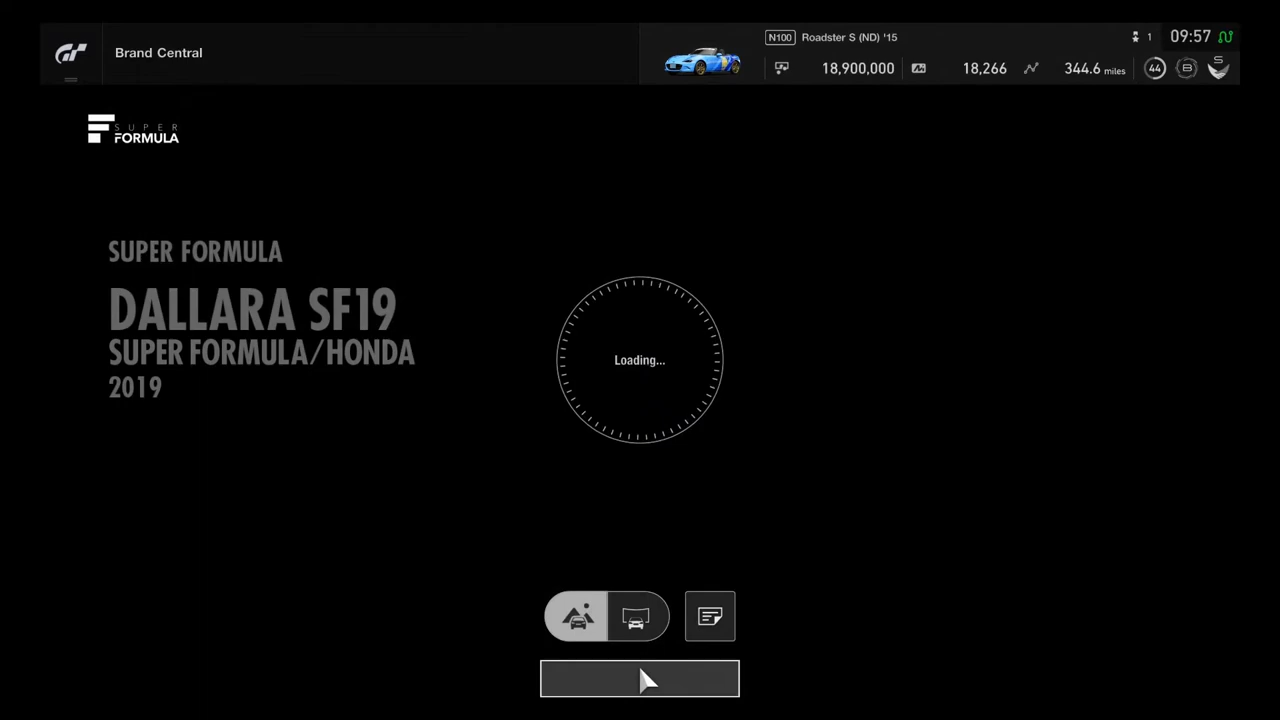 Brand Central
N100 Roadster S (ND) '15
1
09:57
18,900,000
18,266
344.6 miles
44
B
S
SUPER
FORMULA
SUPER FORMULA
DALLARA SF19
SUPER FORMULA/HONDA
2019
Loading...